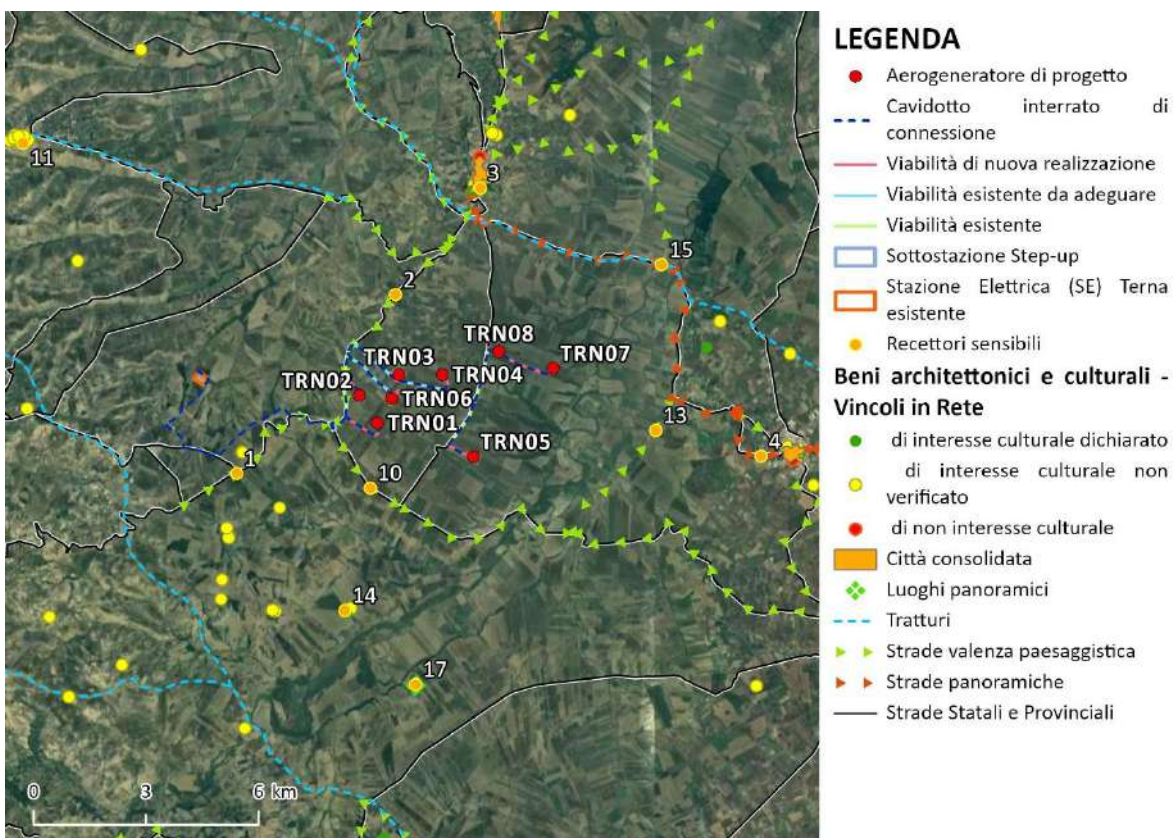 11
3
15
2
TRN08
TRN07
TRN03
TRN04
TRN02
TRN06
TRN01
13
TRN05
4
1
10
14
17
0 3 6 km
LEGENDA
Aerogeneratore di progetto
Cavidotto interrato di
connessione
Viabilità di nuova realizzazione
Viabilità esistente da adeguare
Viabilità esistente
Sottostazione Step-up
Stazione Elettrica (SE) Terna
esistente
Recettori sensibili
Beni architettonici e culturali -
Vincoli in Rete
di interesse culturale dichiarato
di interesse culturale non
verificato
di non interesse culturale
Città consolidata
Luoghi panoramici
Tratturi
Strade valenza paesaggistica
Strade panoramiche
Strade Statali e Provinciali